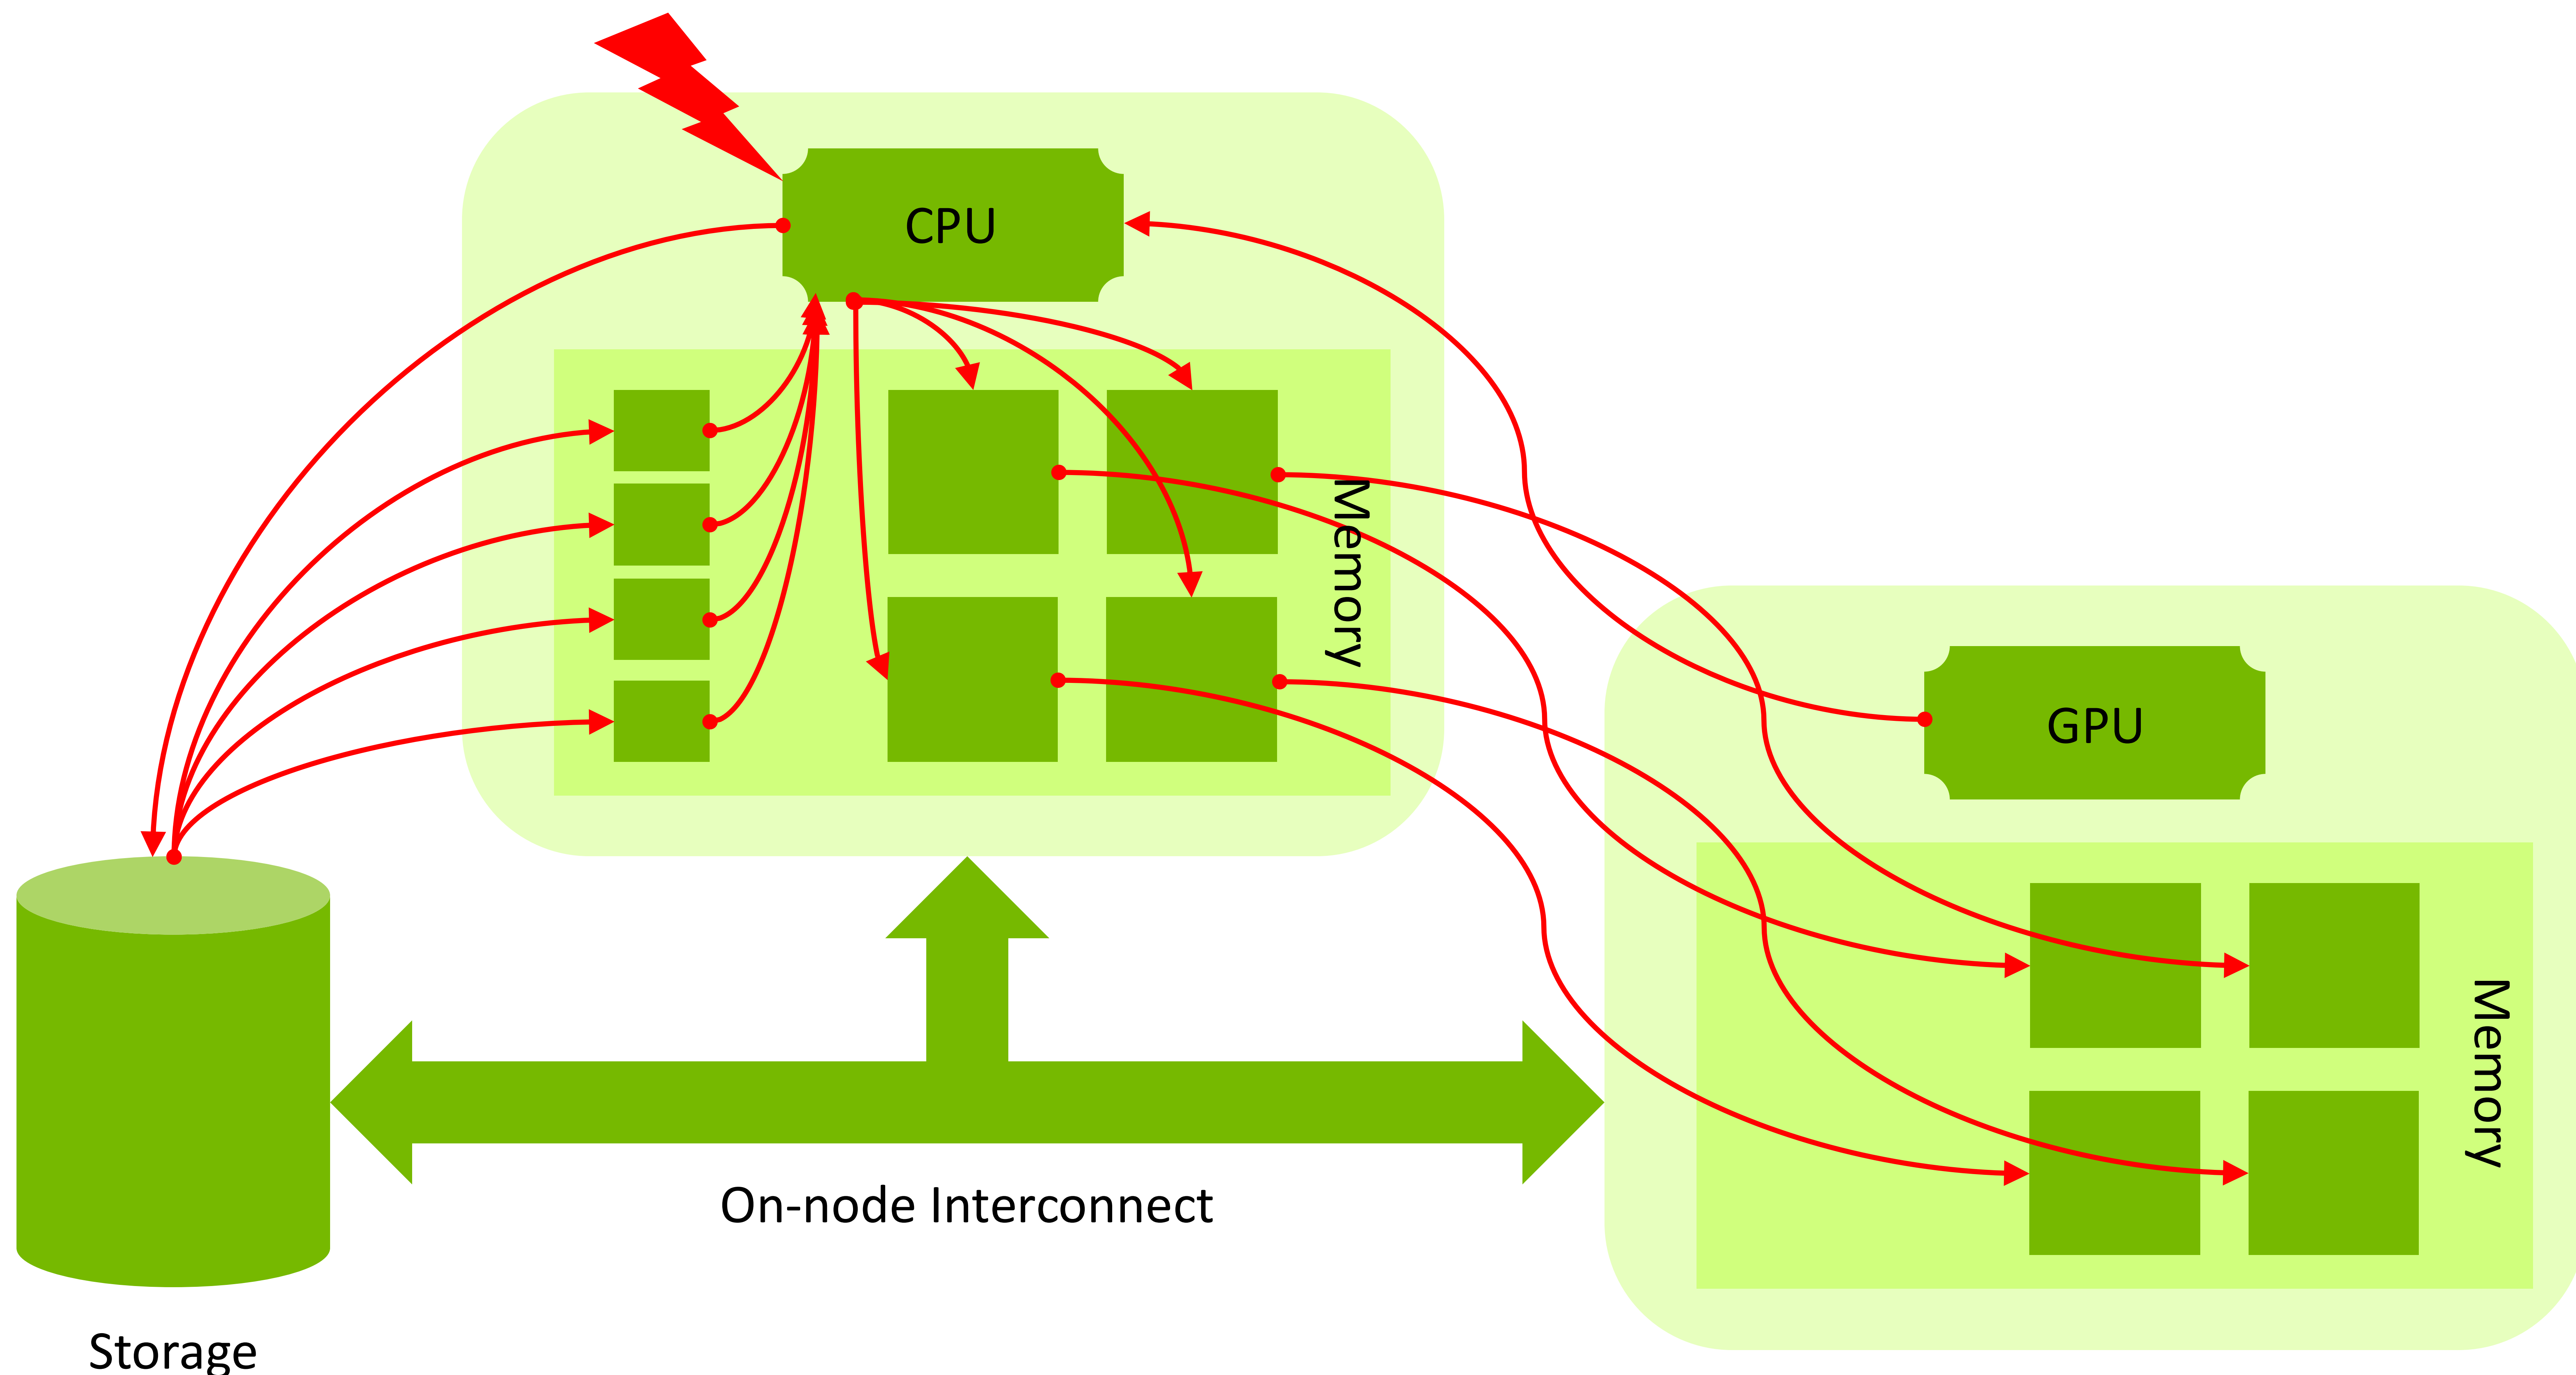 CPU
Memory
GPU
Memory
On-node Interconnect
Storage